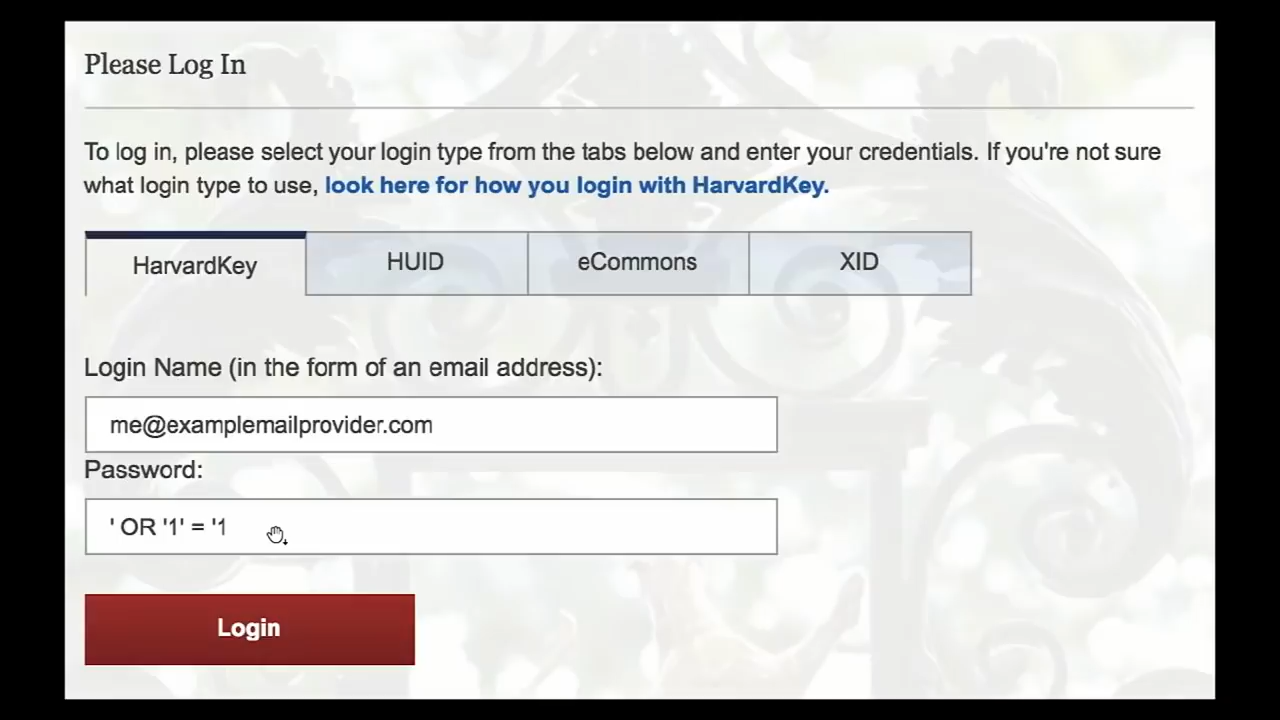 Please Log In
To log in, please select your login type from the tabs below and enter your credentials. If you're not sure
what login type to use, look here for how you login with HarvardKey.
HarvardKey HUID eCommons XID
Login Name (in the form of an email address):
me@examplemailprovider.com
Password:
' OR '1' = '1
Login